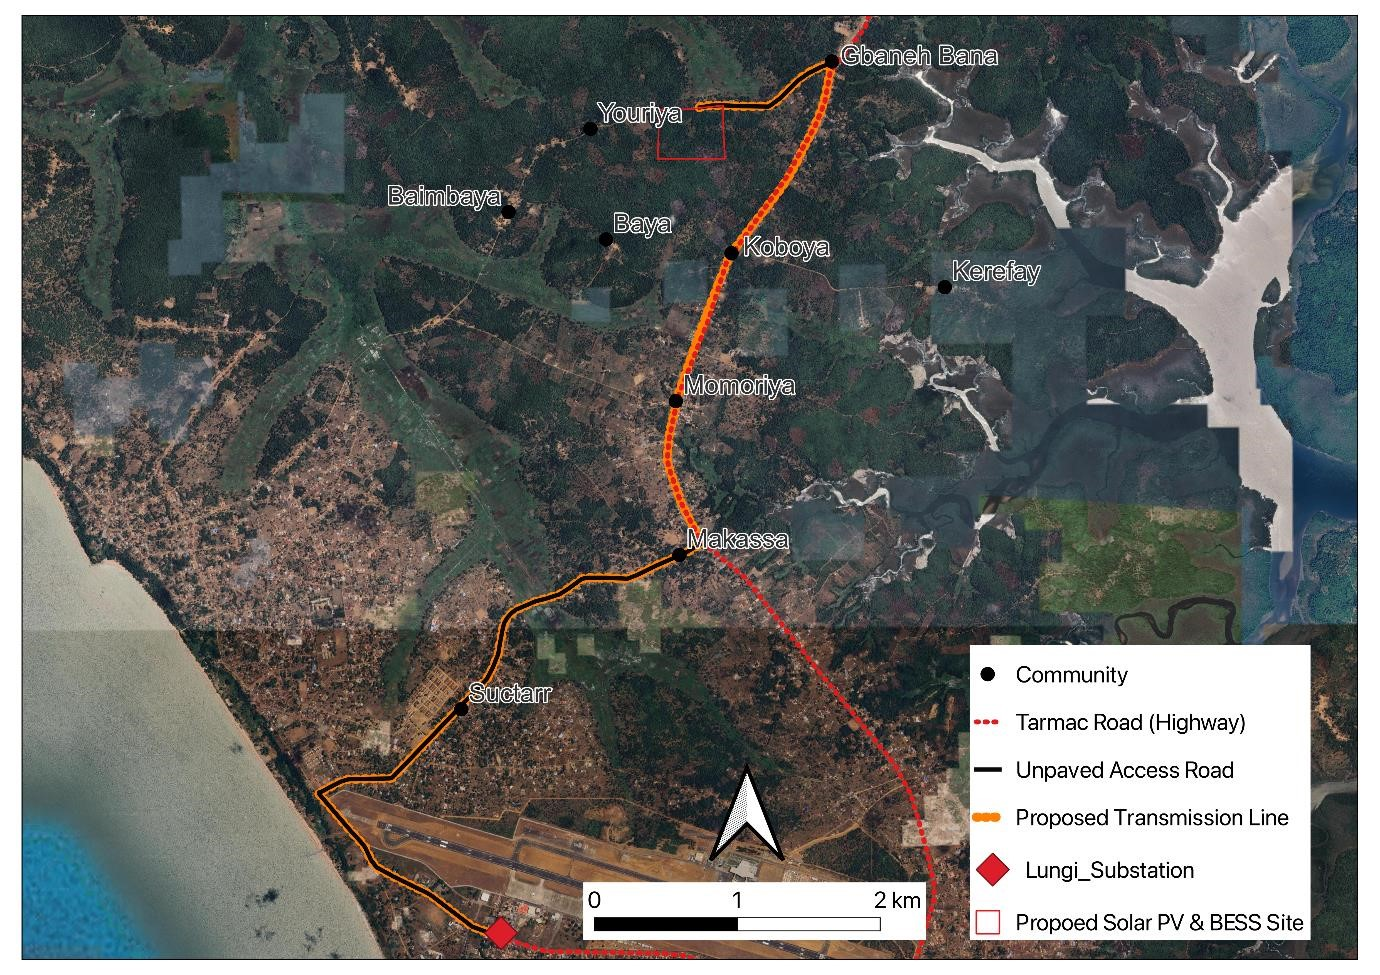 Gbaneh Bana
Youriya
Baimbaya
Baya
Koboya
Kerefay
Momoriya
Makassa
Suctarr
Community
Tarmac Road (Highway)
Unpaved Access Road
Proposed Transmission Line
Lungi_Substation
Propoed Solar PV & BESS Site
0 1 2 km